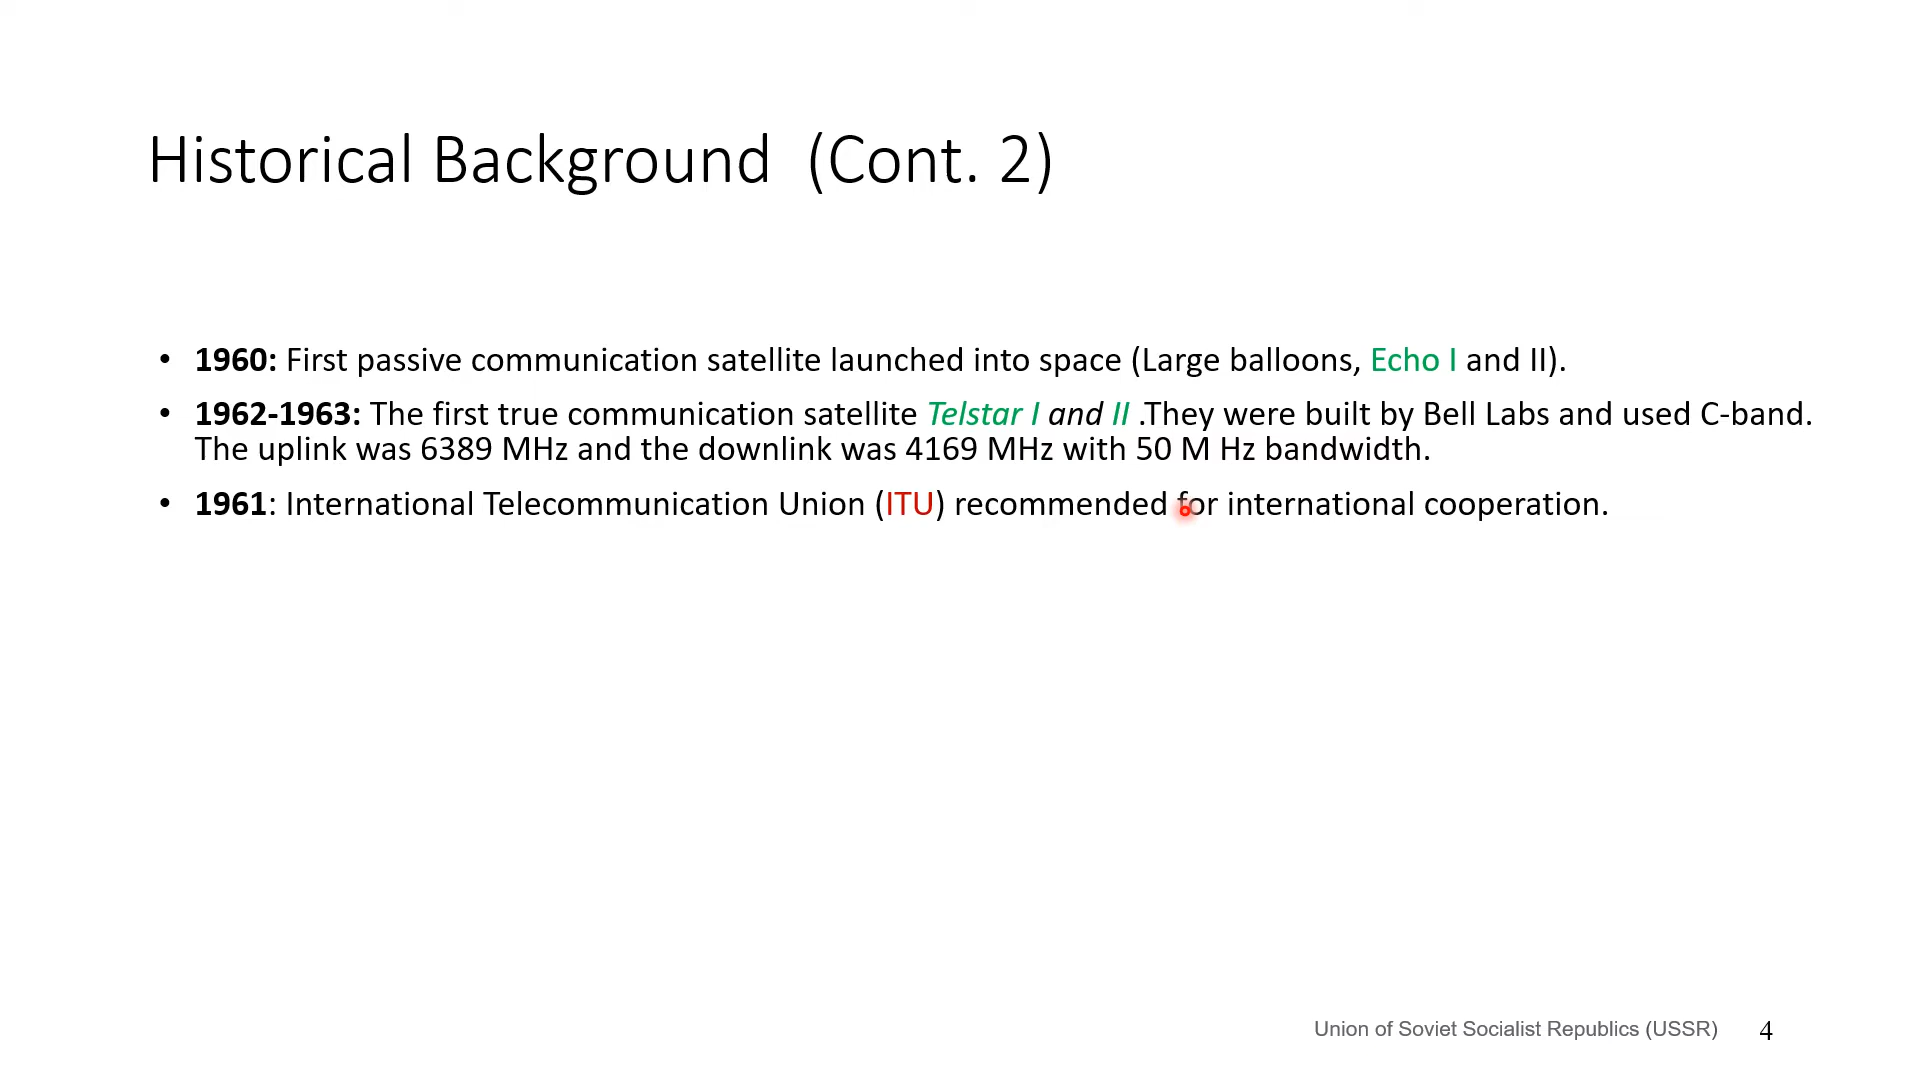 Historical Background (Cont. 2)
• 1960: First passive communication satellite launched into space (Large balloons, Echo I and II).
• 1962-1963: The first true communication satellite Telstar I and II .They were built by Bell Labs and used C-band.
The uplink was 6389 MHz and the downlink was 4169 MHz with 50 M Hz bandwidth.
• 1961: International Telecommunication Union (ITU) recommended for international cooperation.
Union of Soviet Socialist Republics (USSR) 4